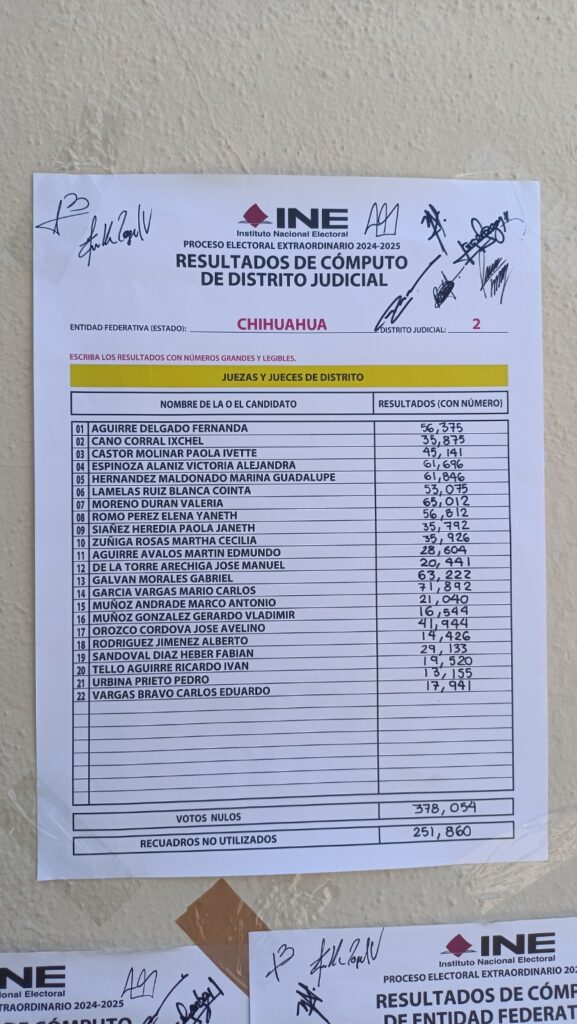 INE
Instituto Nacional Electoral
PROCESO ELECTORAL EXTRAORDINARIO 2024-2025
RESULTADOS DE CÓMPUTO
DE DISTRITO JUDICIAL
ENTIDAD FEDERATIVA (ESTADO): CHIHUAHUA DISTRITO JUDICIAL: 2
ESCRIBA LOS RESULTADOS CON NÚMEROS GRANDES Y LEGIBLES.
JUEZAS Y JUECES DE DISTRITO
NOMBRE DE LA O EL CANDIDATO RESULTADOS (CON NÚMERO)
01 AGUIRRE DELGADO FERNANDA 56,375
02 CANO CORRAL IXCHEL 35,875
03 CASTOR MOLINAR PAOLA IVETTE 45,141
04 ESPINOZA ALANIZ VICTORIA ALEJANDRA 61,696
05 HERNANDEZ MALDONADO MARINA GUADALUPE 61,846
06 LAMELAS RUIZ BLANCA COINTA 53,075
07 MORENO DURAN VALERIA 65,012
08 ROMO PEREZ ELENA YANETH 56,812
09 SIAÑEZ HEREDIA PAOLA JANETH 35,792
10 ZUÑIGA ROSAS MARTHA CECILIA 35,926
11 AGUIRRE AVALOS MARTIN EDMUNDO 28,604
12 DE LA TORRE ARECHIGA JOSE MANUEL 20,441
13 GALVAN MORALES GABRIEL 63,222
14 GARCIA VARGAS MARIO CARLOS 71,892
15 MUÑOZ ANDRADE MARCO ANTONIO 21,040
16 MUÑOZ GONZALEZ GERARDO VLADIMIR 16,544
17 OROZCO CORDOVA JOSE AVELINO 41,944
18 RODRIGUEZ JIMENEZ ALBERTO 14,426
19 SANDOVAL DIAZ HEBER FABIAN 29,133
20 TELLO AGUIRRE RICARDO IVAN 19,520
21 URBINA PRIETO PEDRO 13,155
22 VARGAS BRAVO CARLOS EDUARDO 17,941
VOTOS NULOS 378,054
RECUADROS NO UTILIZADOS 251,860
INE
Instituto Nacional Electoral
PROCESO ELECTORAL EXTRAORDINARIO 202
RESULTADOS DE CÓMP
DE ENTIDAD FEDERAT
NE
onal Electoral
RAORDINARIO 2024-2025
DE CÓMPUTO